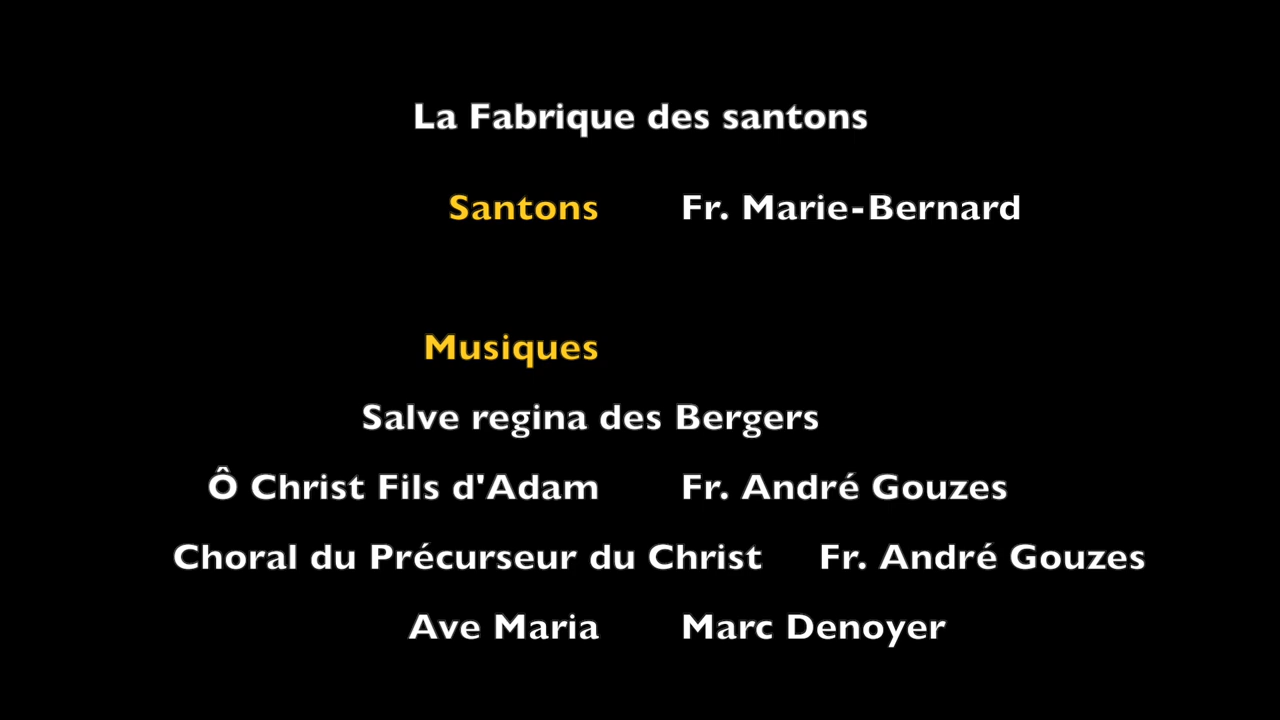 La Fabrique des santons
Santons Fr. Marie-Bernard
Musiques
Salve regina des Bergers
Ô Christ Fils d'Adam Fr. André Gouzes
Choral du Précurseur du Christ Fr. André Gouzes
Ave Maria Marc Denoyer